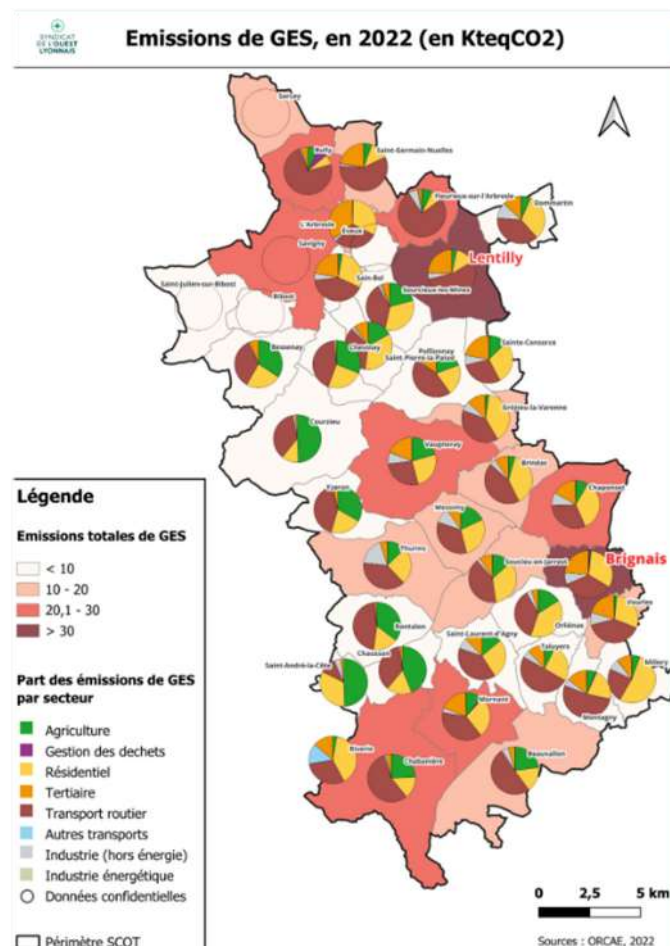 SYNDICAT
DE L'OUEST
LYONNAIS
Emissions de GES, en 2022 (en KteqCO2)
Sarcey
Bully
Saint-Germain-Nuelles
Fleurieux-sur-l'Arbresle
Dommartin
L'Arbresle
Eveux
Savigny
Lentilly
Sain-Bel
Saint-Julien-sur-Bibost
Bibost
Sourcieux-les-Mines
Bessenay
Chevinay
Saint-Pierre-la-Palud
Pollionnay
Sainte-Consorce
Grézieu-la-Varenne
Courzieu
Vaugneray
Brindas
Yzeron
Chaponost
Messimy
Thurins
Brignais
Soucieu-en-Jarrest
Vourles
Rontalon
Orliénas
Saint-Laurent-d'Agny
Chaussan
Taluyers
Saint-André-la-Côte
Millery
Montagny
Mornant
Riverie
Chabanière
Beauvallon
Légende
Emissions totales de GES
< 10
10 - 20
20,1 - 30
> 30
Part des émissions de GES
par secteur
Agriculture
Gestion des dechets
Résidentiel
Tertiaire
Transport routier
Autres transports
Industrie (hors énergie)
Industrie énergétique
Données confidentielles
Périmètre SCOT
0 2,5 5 km
Sources : ORCAE, 2022